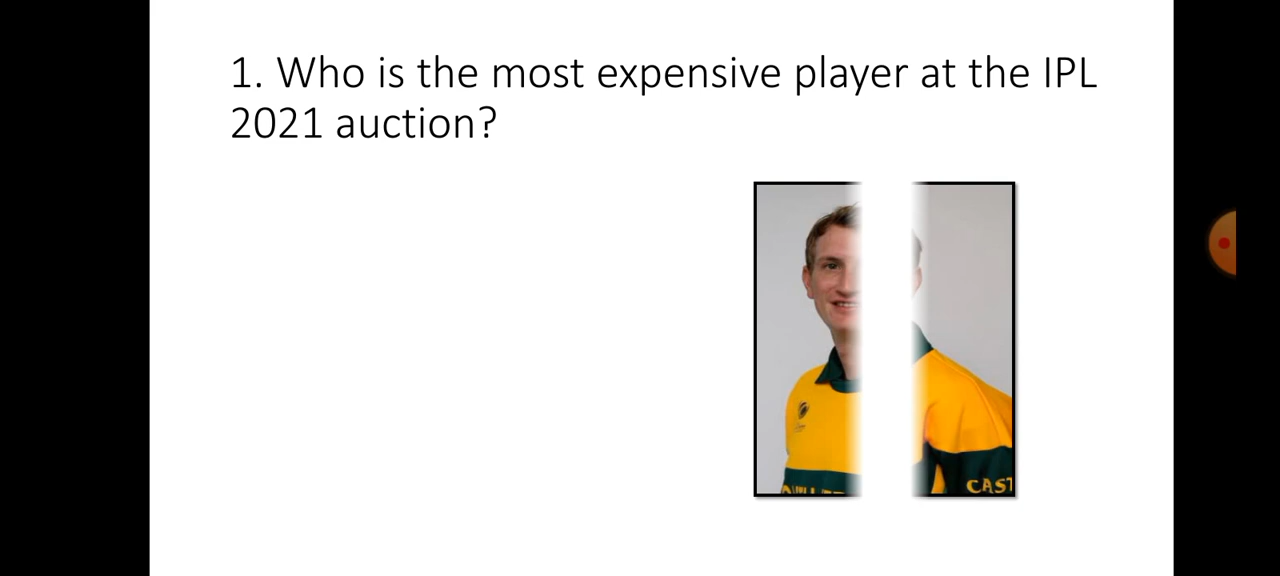 1. Who is the most expensive player at the IPL
2021 auction?
CAST